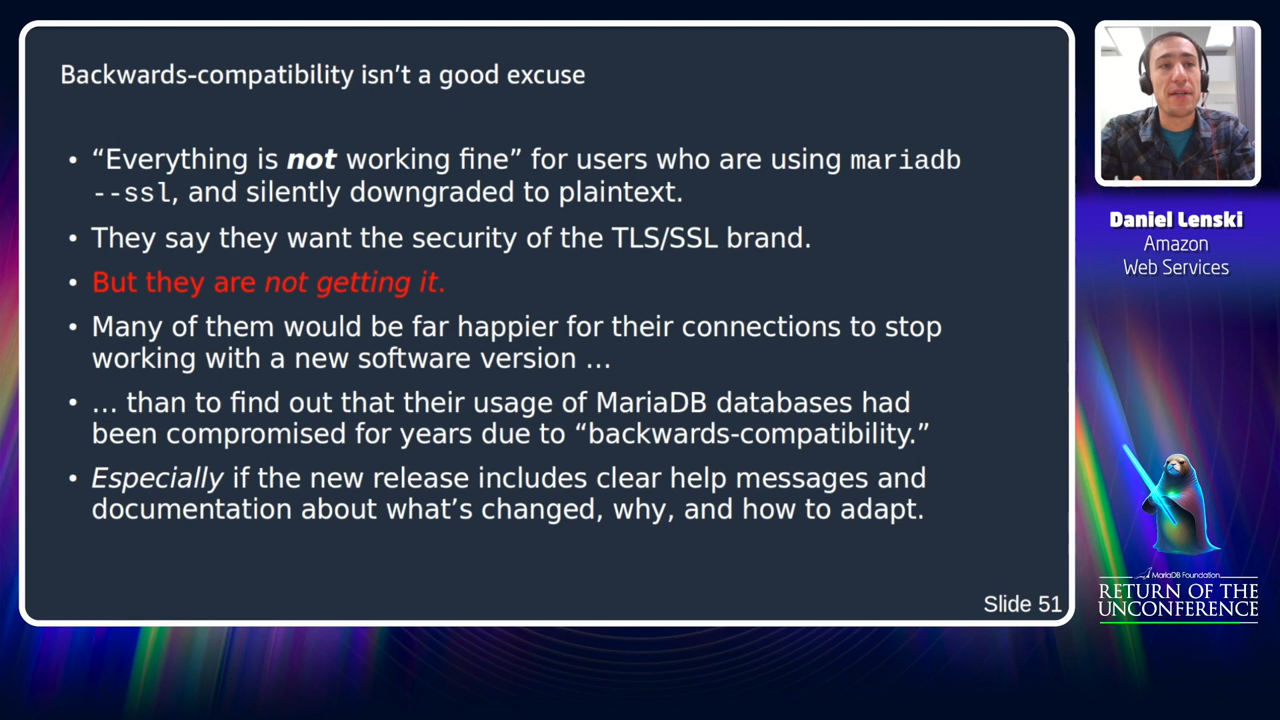 Backwards-compatibility isn’t a good excuse
• “Everything is not working fine” for users who are using mariadb
--ssl, and silently downgraded to plaintext.
• They say they want the security of the TLS/SSL brand.
• But they are not getting it.
• Many of them would be far happier for their connections to stop
working with a new software version …
• … than to find out that their usage of MariaDB databases had
been compromised for years due to “backwards-compatibility.”
• Especially if the new release includes clear help messages and
documentation about what’s changed, why, and how to adapt.
Slide 51
Daniel Lenski
Amazon
Web Services
MariaDB Foundation
RETURN OF THE
UNCONFERENCE